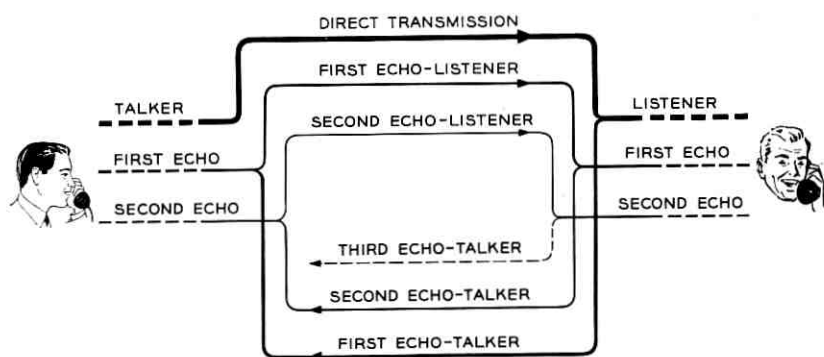 DIRECT TRANSMISSION
FIRST ECHO-LISTENER
TALKER
LISTENER
SECOND ECHO-LISTENER
FIRST ECHO
FIRST ECHO
SECOND ECHO
SECOND ECHO
THIRD ECHO-TALKER
SECOND ECHO-TALKER
FIRST ECHO-TALKER